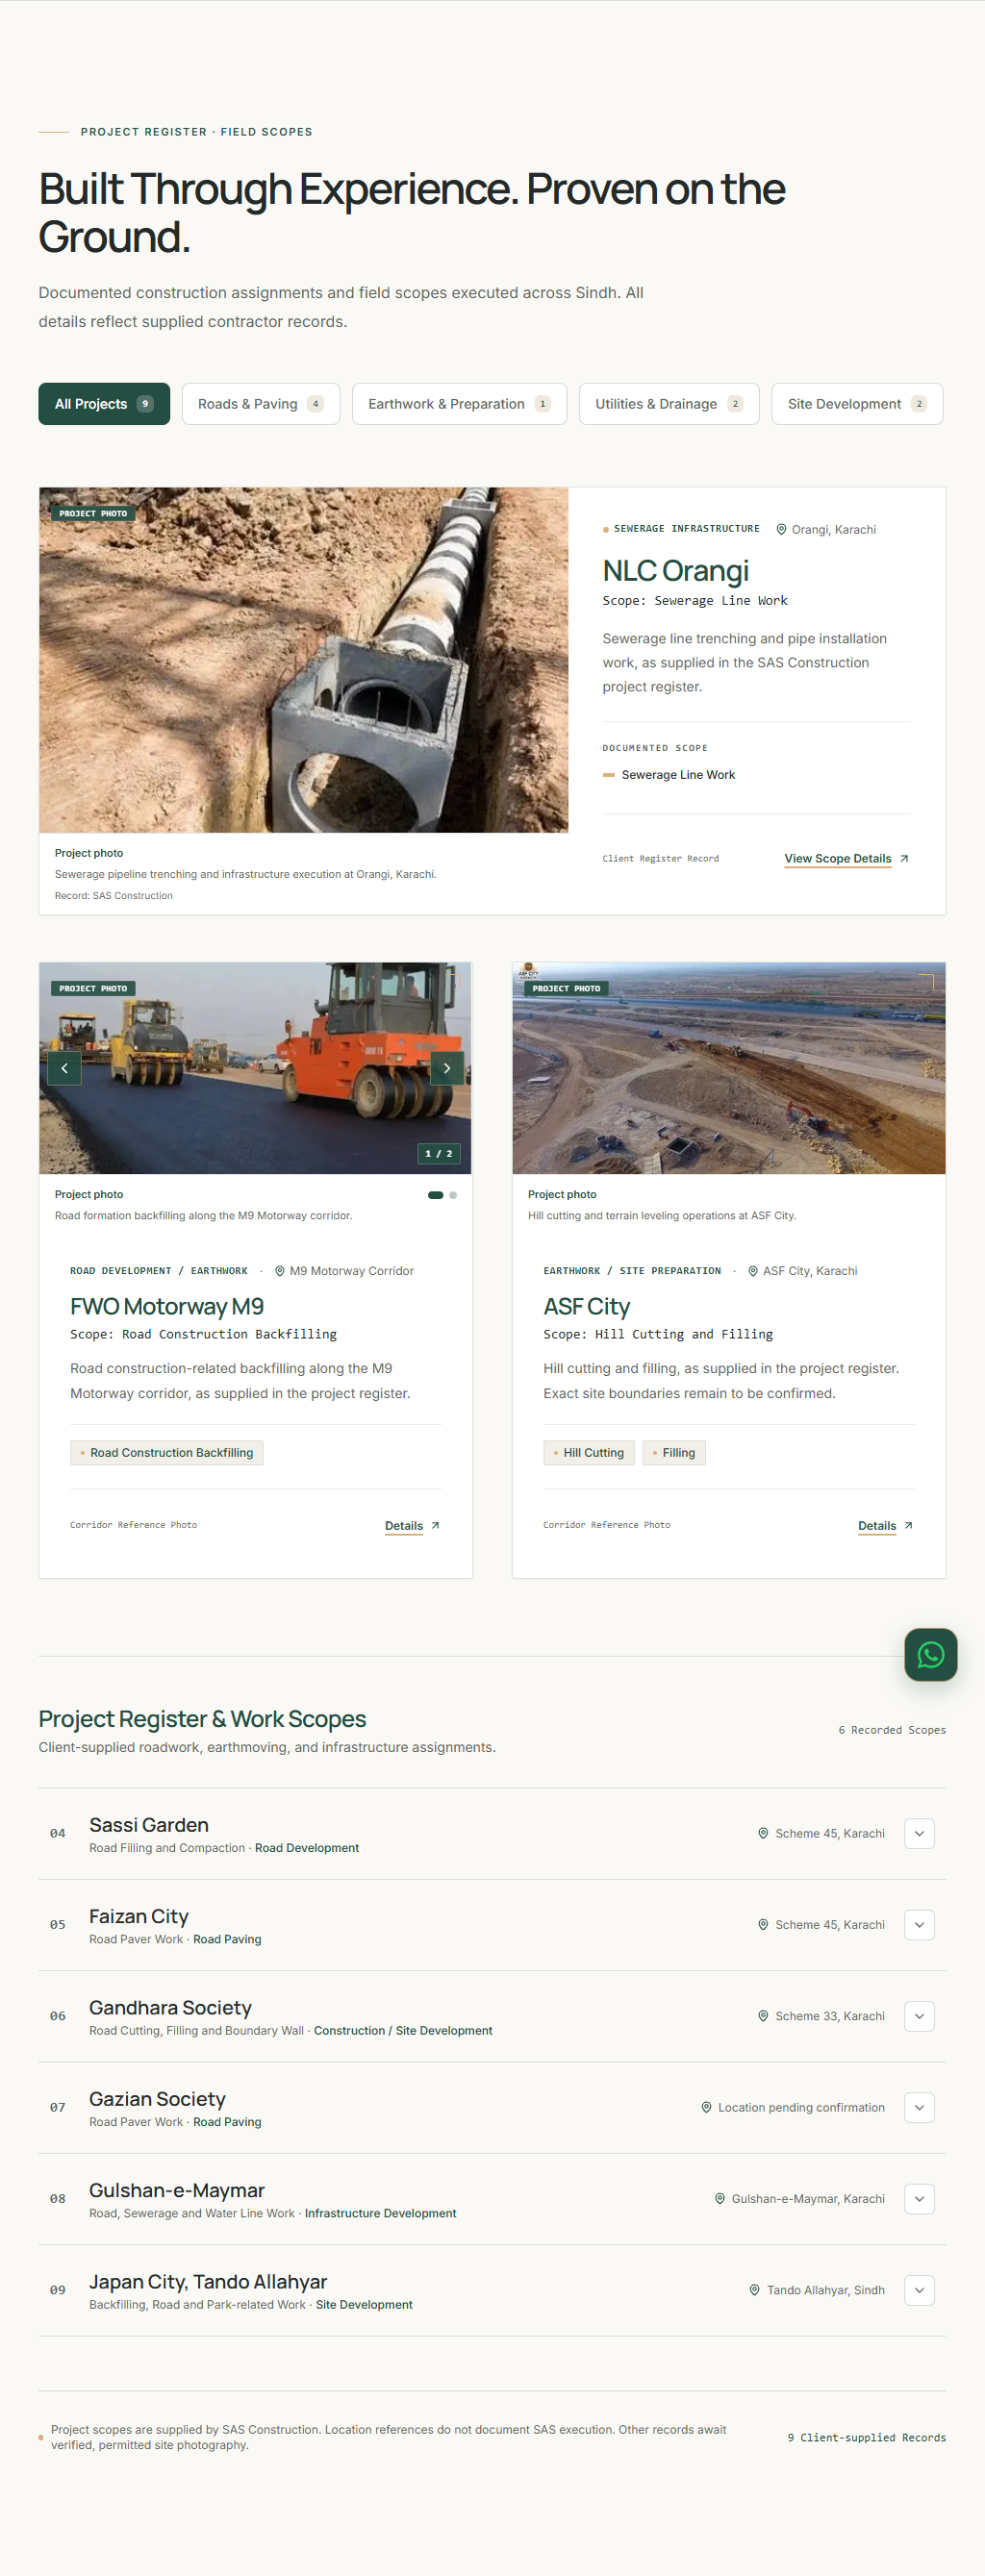 PROJECT REGISTER · FIELD SCOPES
Built Through Experience. Proven on the
Ground.
Documented construction assignments and field scopes executed across Sindh. All
details reflect supplied contractor records.
All Projects 9
Roads & Paving 4
Earthwork & Preparation 1
Utilities & Drainage 2
Site Development 2
PROJECT PHOTO
Project photo
Sewerage pipeline trenching and infrastructure execution at Orangi, Karachi.
Record: SAS Construction
SEWERAGE INFRASTRUCTURE Orangi, Karachi
NLC Orangi
Scope: Sewerage Line Work
Sewerage line trenching and pipe installation
work, as supplied in the SAS Construction
project register.
DOCUMENTED SCOPE
Sewerage Line Work
Client Register Record
View Scope Details
PROJECT PHOTO
1 / 2
Project photo
Road formation backfilling along the M9 Motorway corridor.
ROAD DEVELOPMENT / EARTHWORK · M9 Motorway Corridor
FWO Motorway M9
Scope: Road Construction Backfilling
Road construction-related backfilling along the M9
Motorway corridor, as supplied in the project register.
Road Construction Backfilling
Corridor Reference Photo
Details
ASF CITY
PROJECT PHOTO
Project photo
Hill cutting and terrain leveling operations at ASF City.
EARTHWORK / SITE PREPARATION · ASF City, Karachi
ASF City
Scope: Hill Cutting and Filling
Hill cutting and filling, as supplied in the project register.
Exact site boundaries remain to be confirmed.
Hill Cutting
Filling
Corridor Reference Photo
Details
Project Register & Work Scopes
Client-supplied roadwork, earthmoving, and infrastructure assignments.
6 Recorded Scopes
04
Sassi Garden
Road Filling and Compaction · Road Development
Scheme 45, Karachi
05
Faizan City
Road Paver Work · Road Paving
Scheme 45, Karachi
06
Gandhara Society
Road Cutting, Filling and Boundary Wall · Construction / Site Development
Scheme 33, Karachi
07
Gazian Society
Road Paver Work · Road Paving
Location pending confirmation
08
Gulshan-e-Maymar
Road, Sewerage and Water Line Work · Infrastructure Development
Gulshan-e-Maymar, Karachi
09
Japan City, Tando Allahyar
Backfilling, Road and Park-related Work · Site Development
Tando Allahyar, Sindh
Project scopes are supplied by SAS Construction. Location references do not document SAS execution. Other records await
verified, permitted site photography.
9 Client-supplied Records